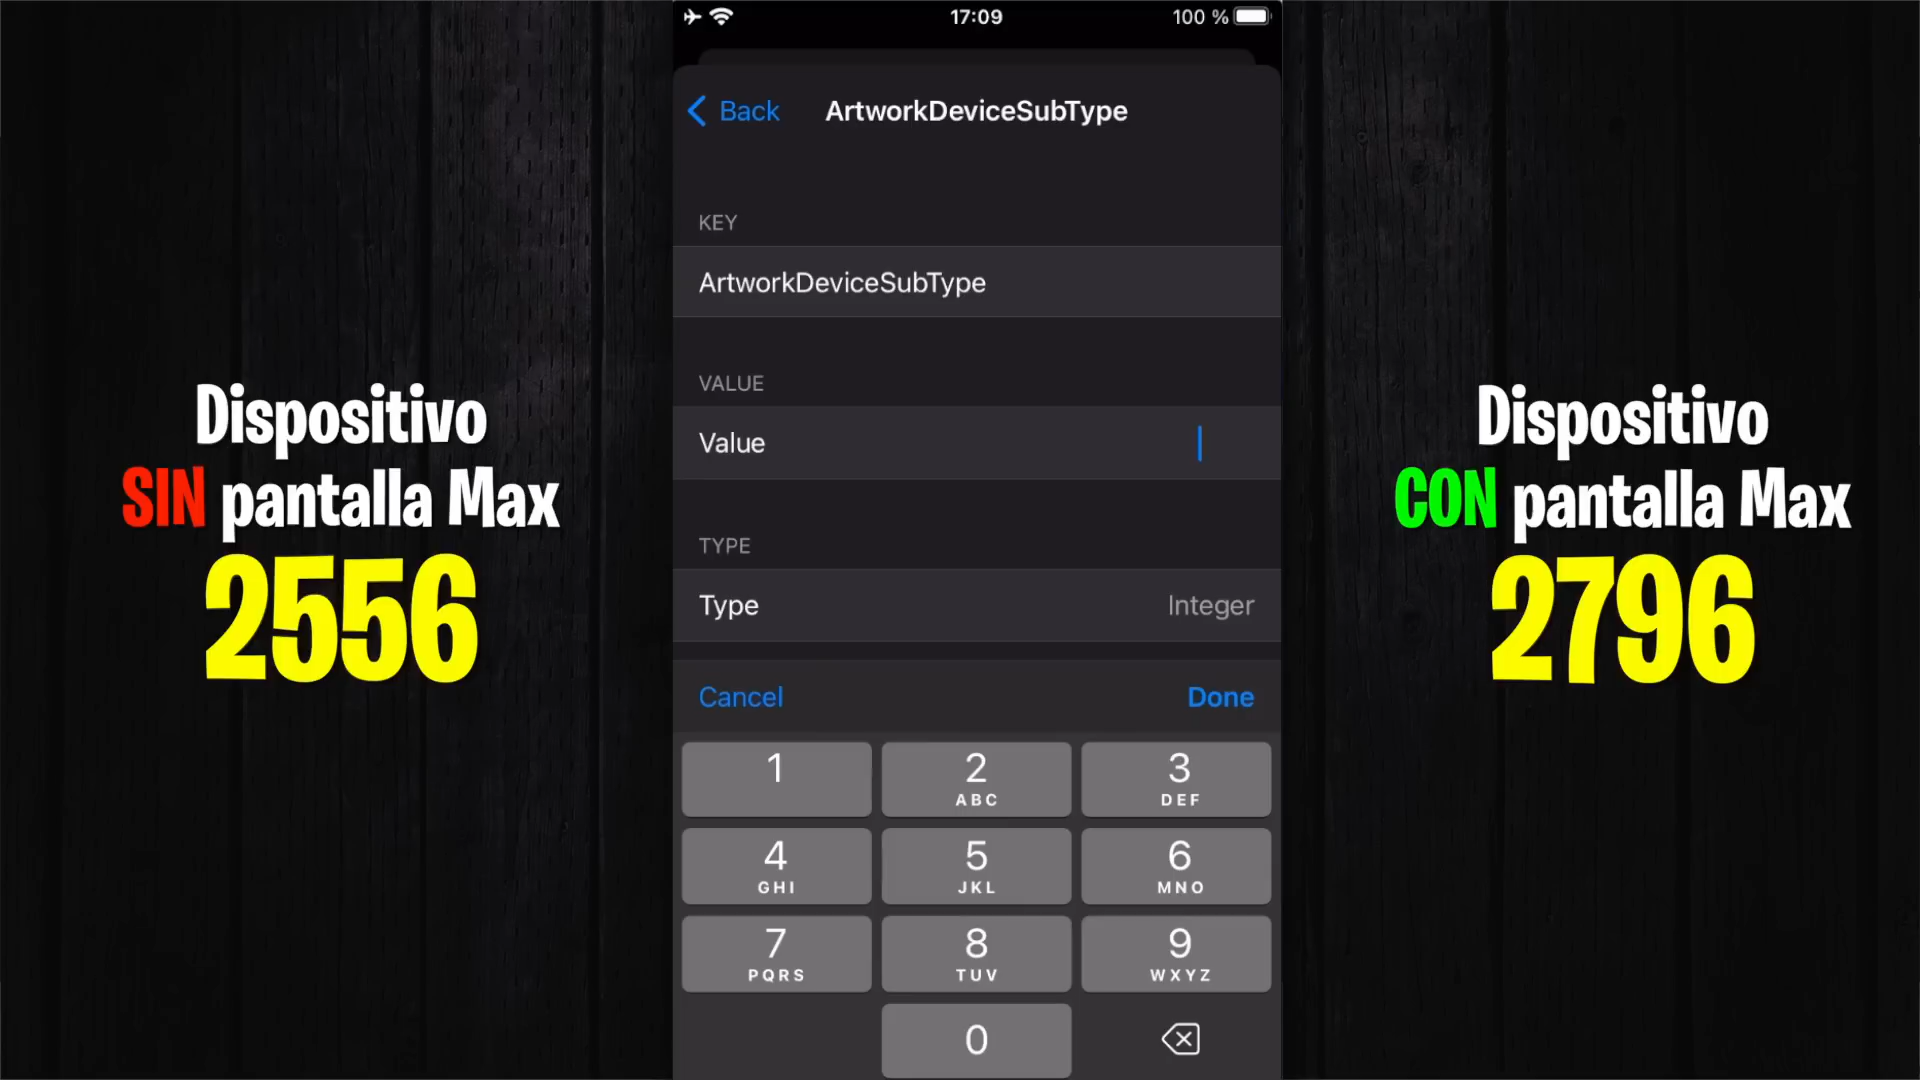 17:09
100 %
Back
ArtworkDeviceSubType
KEY
ArtworkDeviceSubType
VALUE
Value
TYPE
Type
Integer
Cancel
Done
1
2
ABC
3
DEF
4
GHI
5
JKL
6
MNO
7
PQRS
8
TUV
9
WXYZ
0
Dispositivo
SIN pantalla Max
2556
Dispositivo
CON pantalla Max
2796